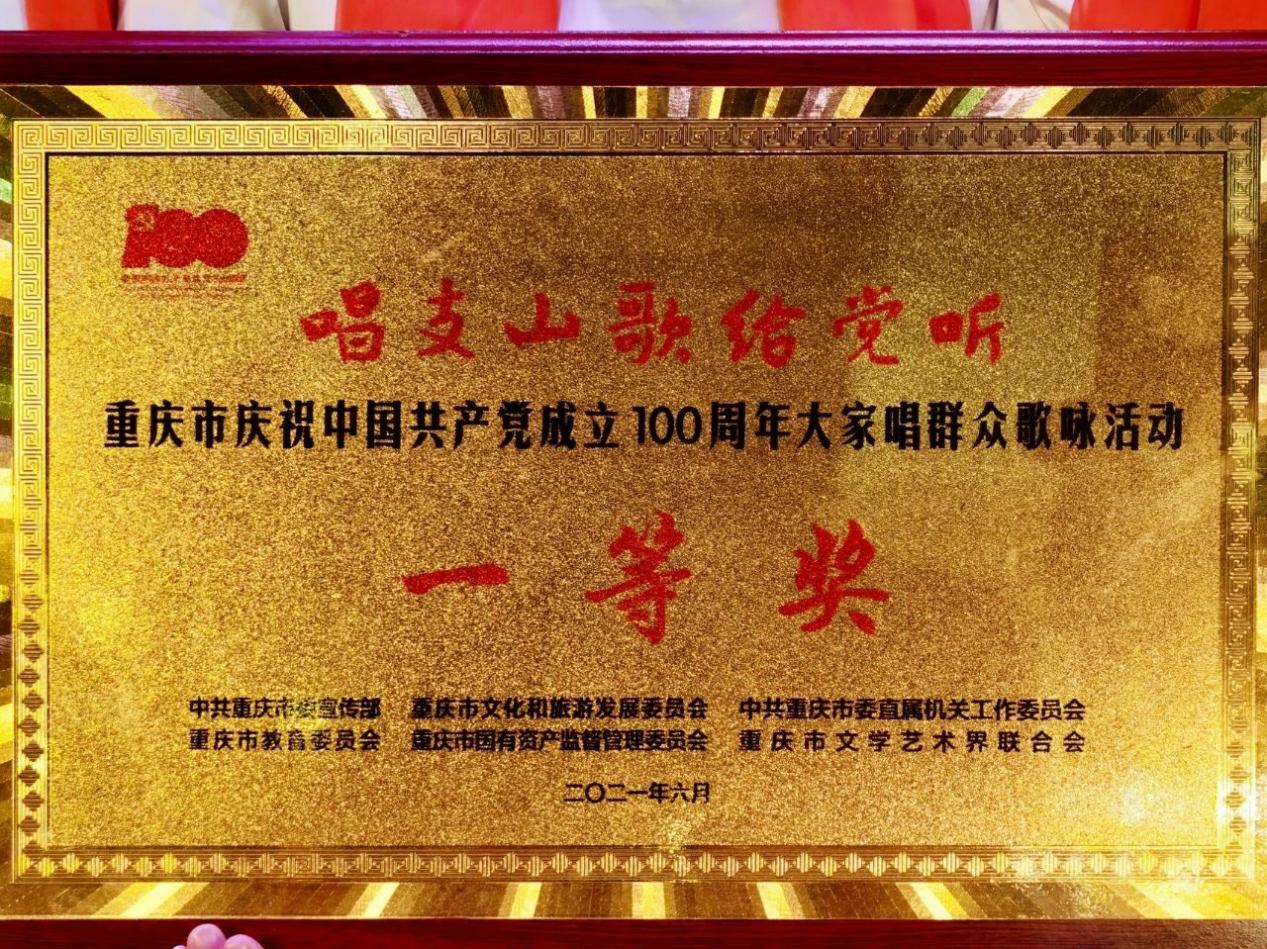 100
唱支山歌给党听
重庆市庆祝中国共产党成立100周年大家唱群众歌咏活动
一等奖
中共重庆市委宣传部 重庆市文化和旅游发展委员会 中共重庆市委直属机关工作委员会
重庆市教育委员会 重庆市国有资产监督管理委员会 重庆市文学艺术界联合会
二〇二一年六月